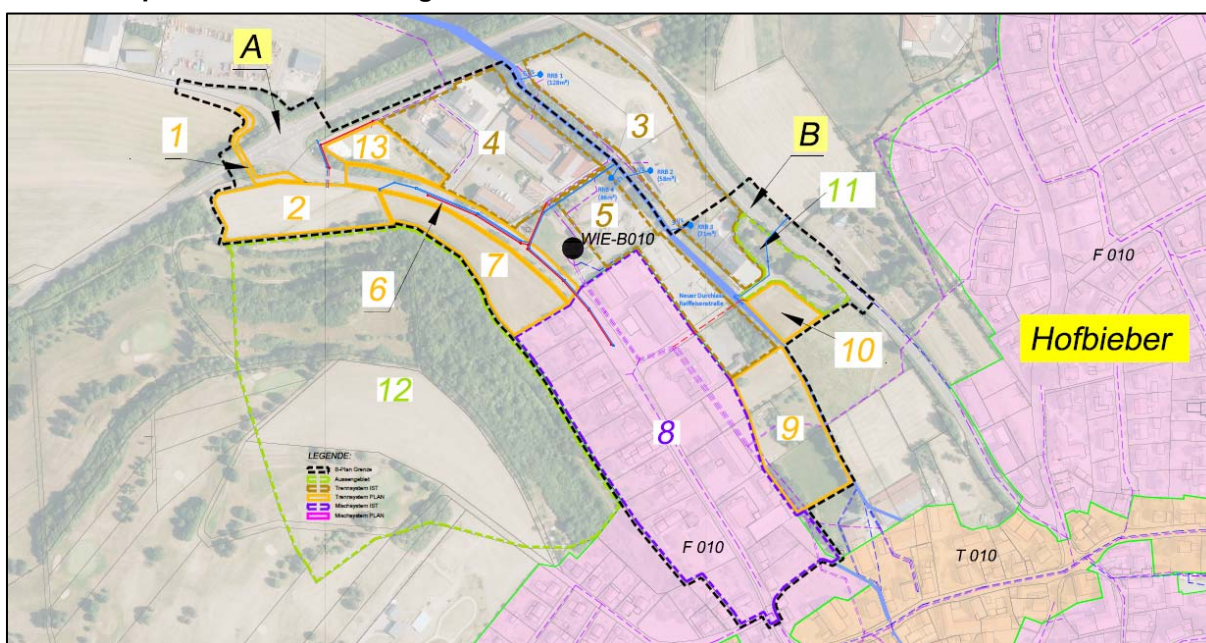 A
B
1
2
3
4
5
6
7
8
9
10
11
12
13
RRB 1
(128m³)
RRB 2
(58m³)
RRB 3
RRB 4
WIE-B010
Neuer Durchlass
Raiffeisenstraße
F 010
Hofbieber
F 010
T 010
LEGENDE:
B-Plan Grenze
Aussengebiet
Trennsystem IST
Trennsystem PLAN
Mischsystem IST
Mischsystem PLAN